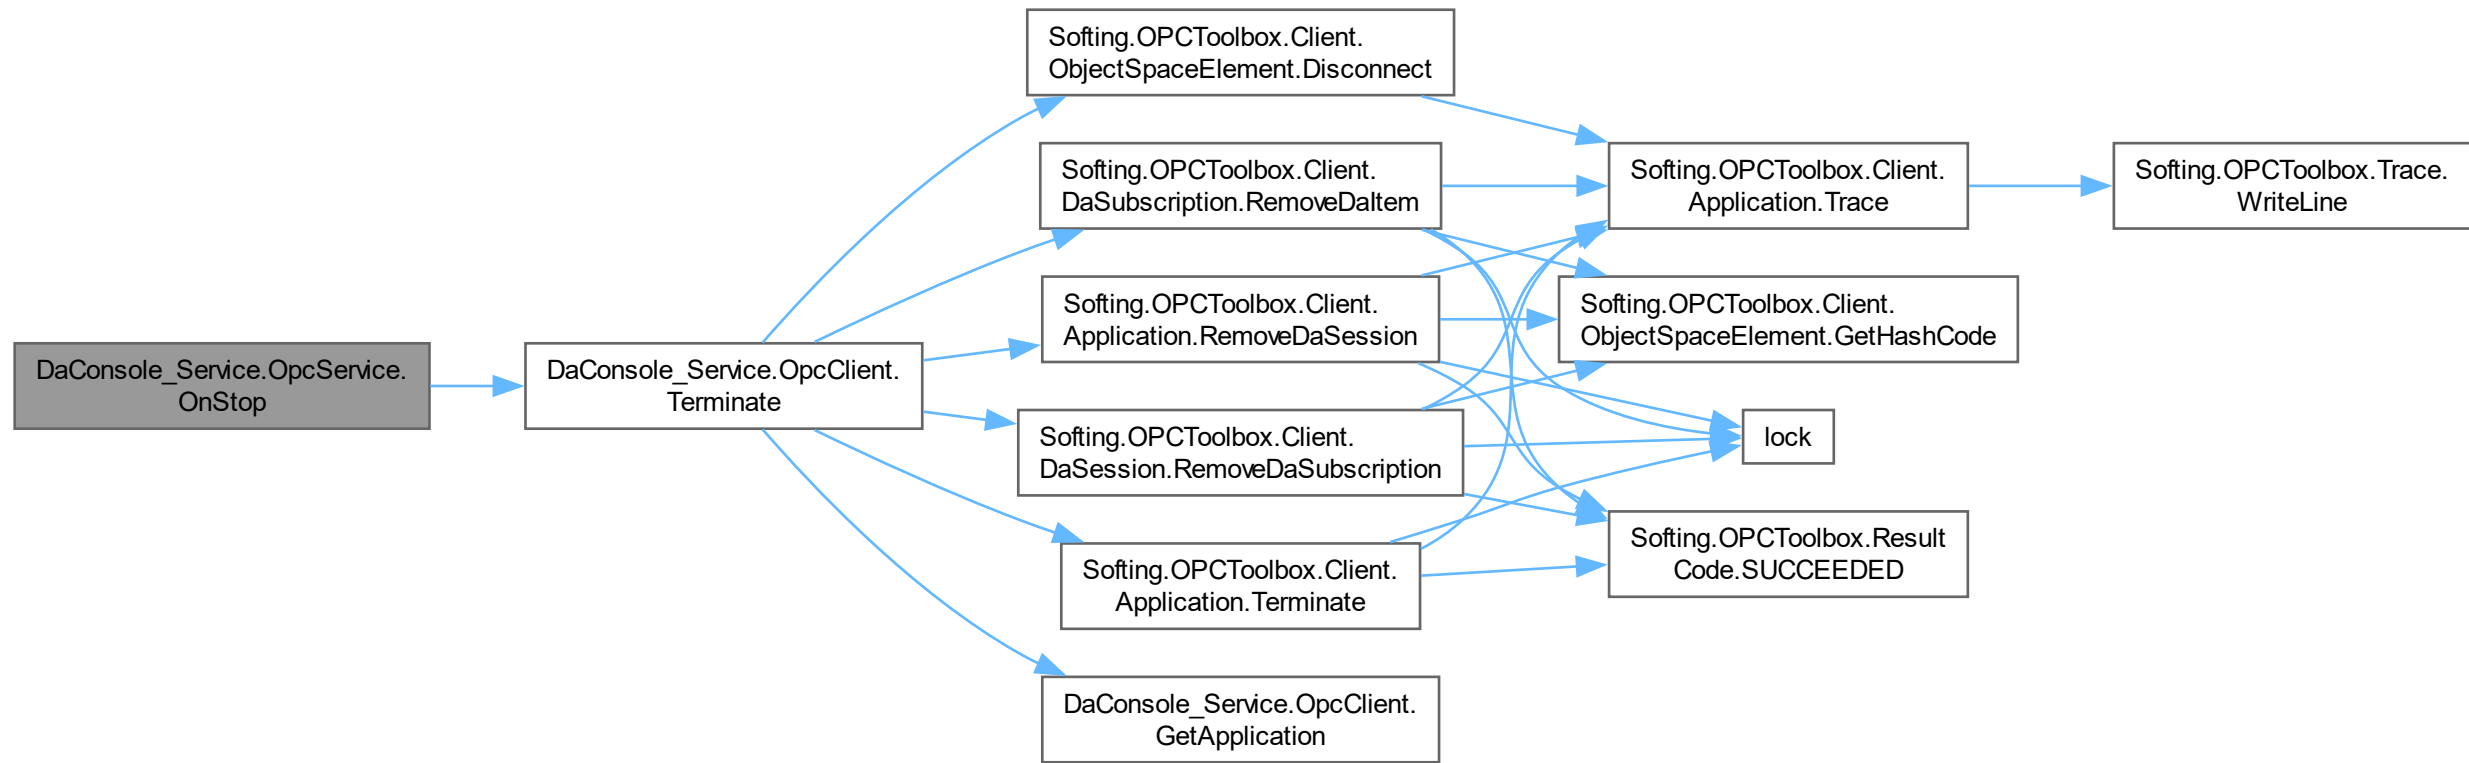 DaConsole_Service.OpcService.
OnStop
DaConsole_Service.OpcClient.
Terminate
Softing.OPCToolbox.Client.
ObjectSpaceElement.Disconnect
Softing.OPCToolbox.Client.
DaSubscription.RemoveDaItem
Softing.OPCToolbox.Client.
Application.RemoveDaSession
Softing.OPCToolbox.Client.
DaSession.RemoveDaSubscription
Softing.OPCToolbox.Client.
Application.Terminate
DaConsole_Service.OpcClient.
GetApplication
Softing.OPCToolbox.Client.
Application.Trace
Softing.OPCToolbox.Client.
ObjectSpaceElement.GetHashCode
lock
Softing.OPCToolbox.Result
Code.SUCCEEDED
Softing.OPCToolbox.Trace.
WriteLine